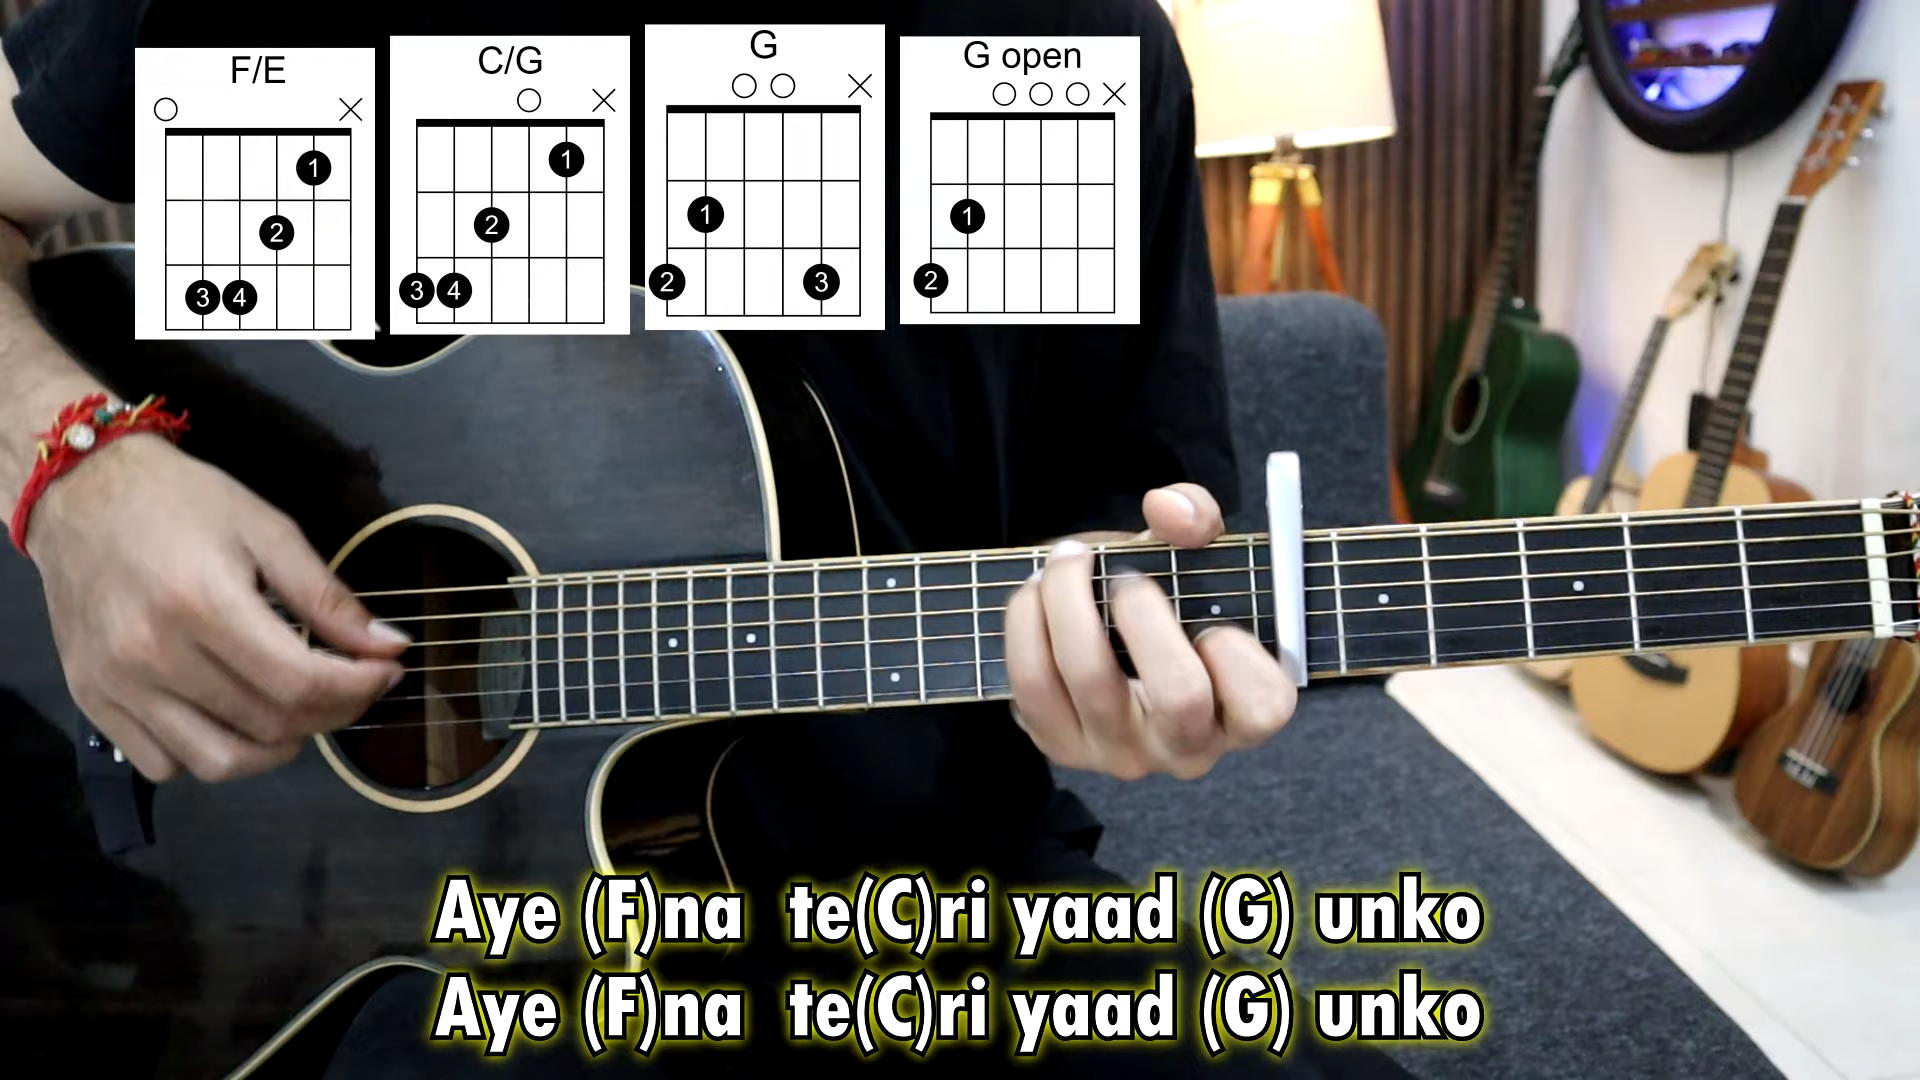 F/E
C/G
G
G open
1
2
3 4
1
2
3 4
1
2 3
1
2
Aye (F)na te(C)ri yaad (G) unko
Aye (F)na te(C)ri yaad (G) unko